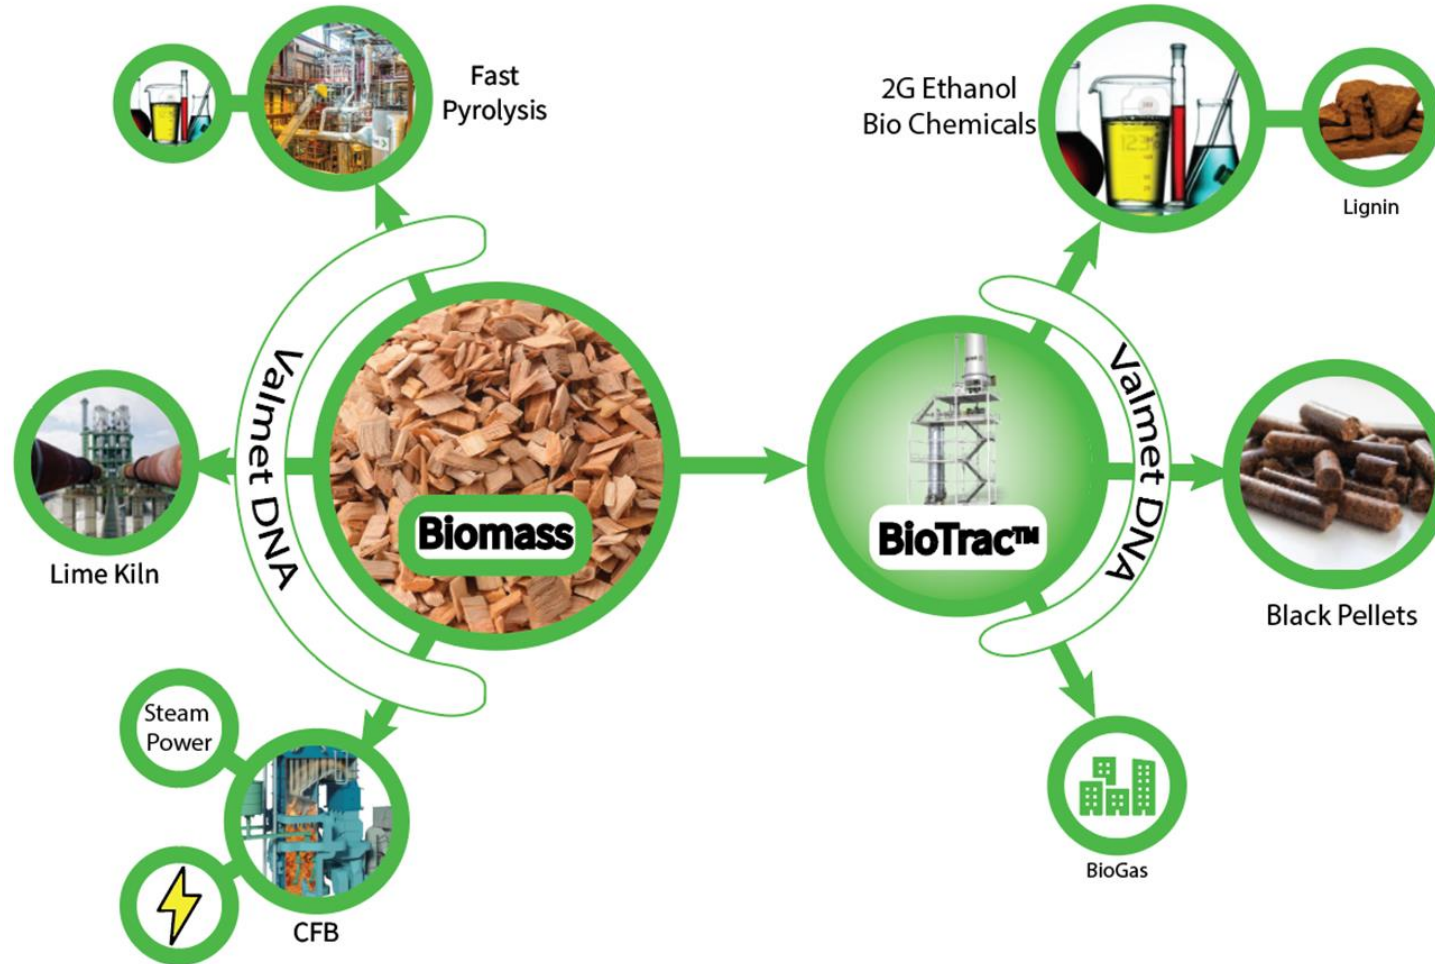 Fast
Pyrolysis
2G Ethanol
Bio Chemicals
Lignin
Valmet DNA
Biomass
BioTrac™
Valmet DNA
Lime Kiln
Black Pellets
Steam
Power
BioGas
CFB